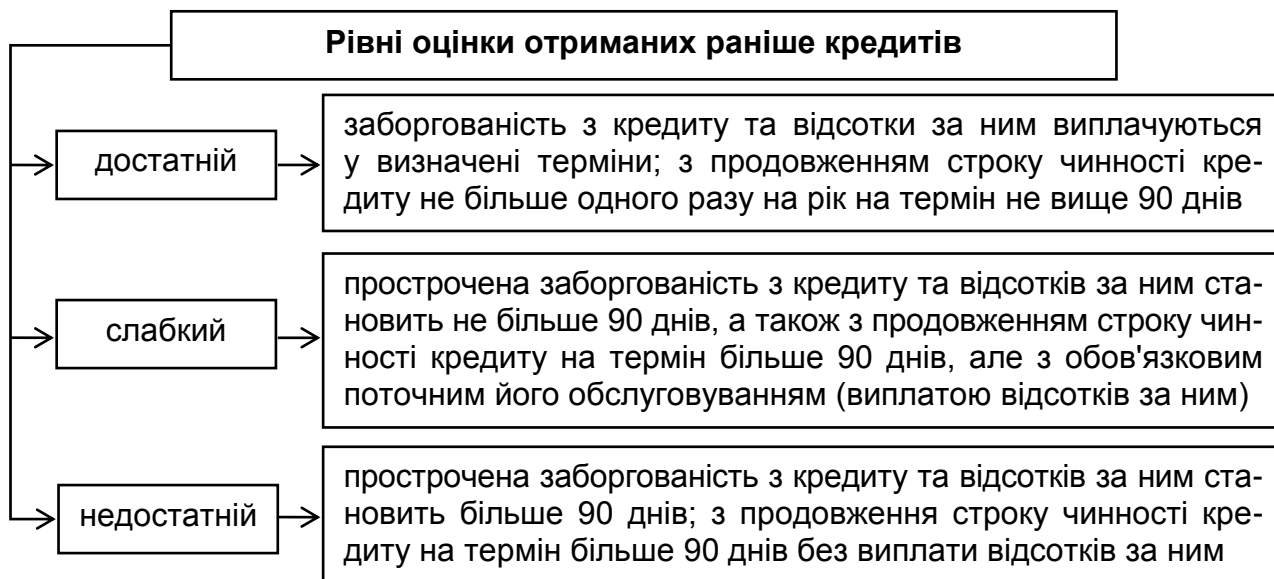 Рівні оцінки отриманих раніше кредитів
достатній
заборгованість з кредиту та відсотки за ним виплачуються
у визначені терміни; з продовженням строку чинності кре-
диту не більше одного разу на рік на термін не вище 90 днів
слабкий
прострочена заборгованість з кредиту та відсотків за ним ста-
новить не більше 90 днів, а також з продовженням строку чин-
ності кредиту на термін більше 90 днів, але з обов'язковим
поточним його обслуговуванням (виплатою відсотків за ним)
недостатній
прострочена заборгованість з кредиту та відсотків за ним ста-
новить більше 90 днів; з продовження строку чинності кре-
диту на термін більше 90 днів без виплати відсотків за ним